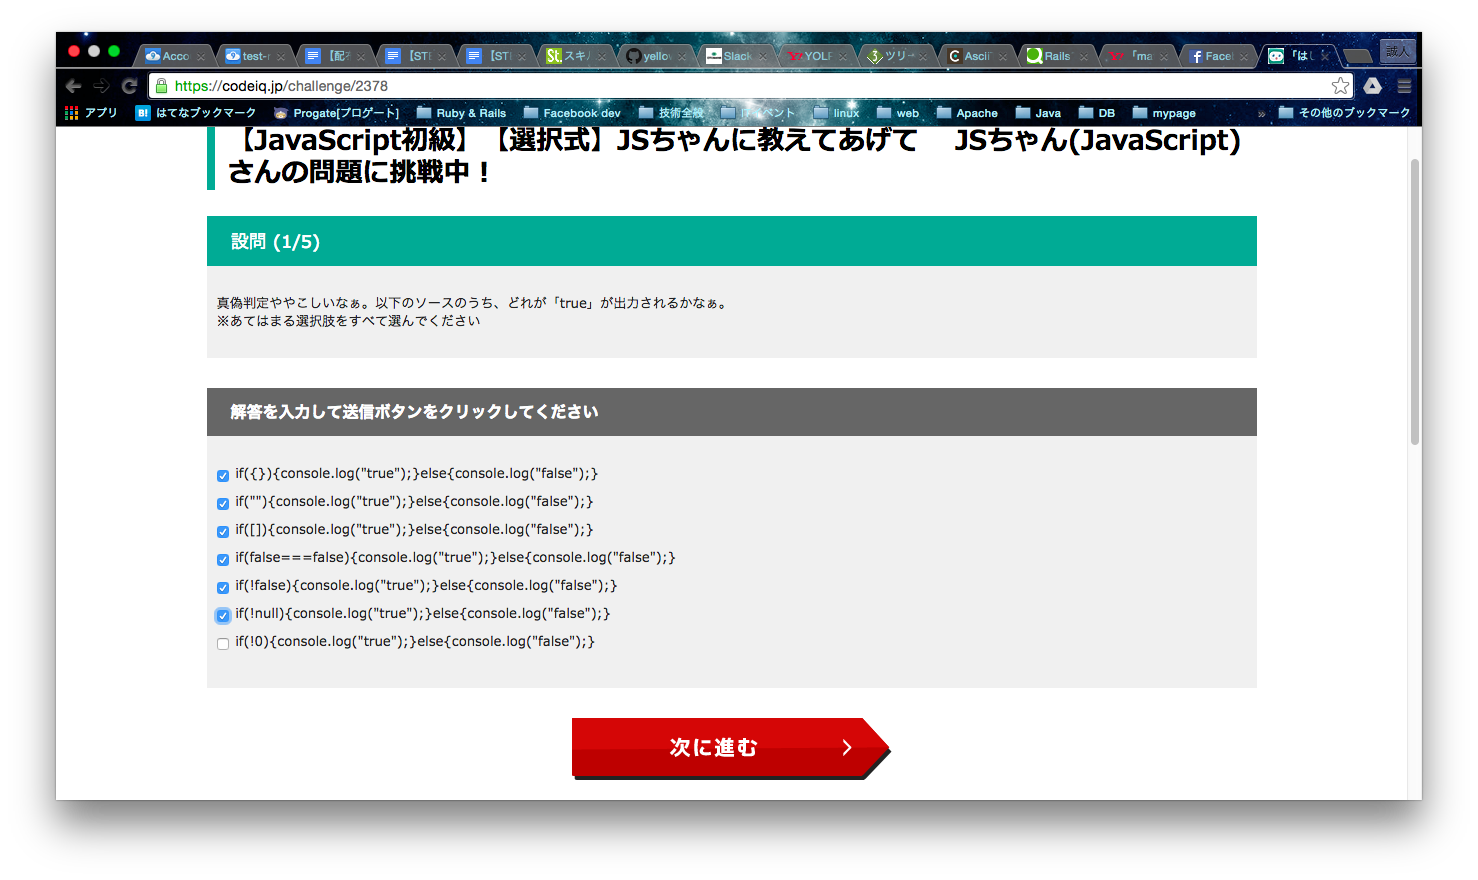 Acco
test-r
【配布
【STI
【STI
スキル
yellow
Slack
YOLF
ツリー
Ascii
Rails
「ma
Facel
「はじ
誠人
https://codeiq.jp/challenge/2378
アプリ
B! はてなブックマーク
Progate[プロゲート]
Ruby & Rails
Facebook dev
技術全般
イベント
linux
web
Apache
Java
DB
mypage
»
その他のブックマーク
【JavaScript初級】【選択式】JSちゃんに教えてあげて　JSちゃん(JavaScript)
さんの問題に挑戦中！
設問 (1/5)
真偽判定ややこしいなぁ。以下のソースのうち、どれが「true」が出力されるかなぁ。
※あてはまる選択肢をすべて選んでください
解答を入力して送信ボタンをクリックしてください
if({}){console.log("true");}else{console.log("false");}
if(""){console.log("true");}else{console.log("false");}
if([]){console.log("true");}else{console.log("false");}
if(false===false){console.log("true");}else{console.log("false");}
if(!false){console.log("true");}else{console.log("false");}
if(!null){console.log("true");}else{console.log("false");}
if(!0){console.log("true");}else{console.log("false");}
次に進む